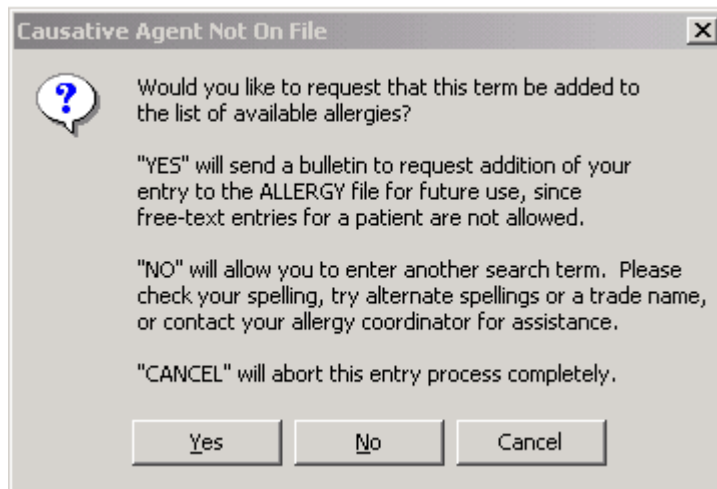 Causative Agent Not On File
Would you like to request that this term be added to
the list of available allergies?
"YES" will send a bulletin to request addition of your
entry to the ALLERGY file for future use, since
free-text entries for a patient are not allowed.
"NO" will allow you to enter another search term.  Please
check your spelling, try alternate spellings or a trade name,
or contact your allergy coordinator for assistance.
"CANCEL" will abort this entry process completely.
Yes No Cancel